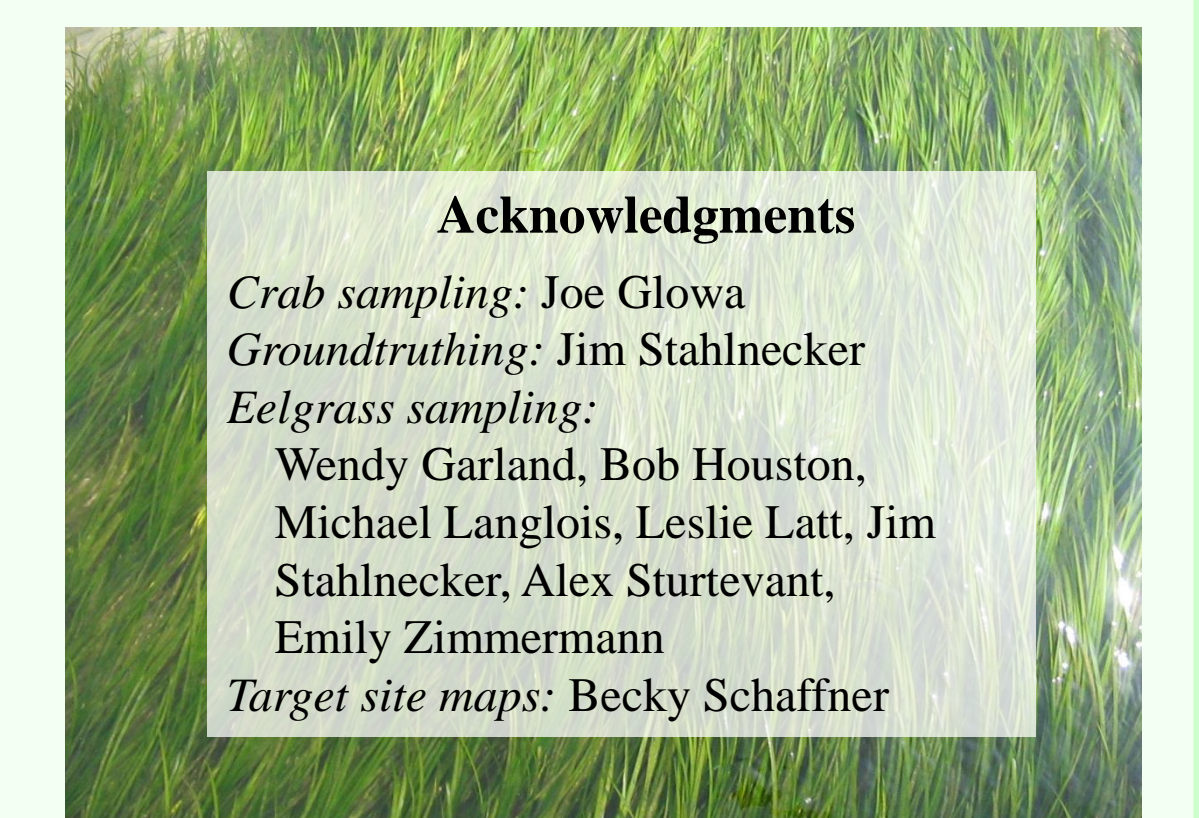 Acknowledgments
Crab sampling: Joe Glowa
Groundtruthing: Jim Stahlnecker
Eelgrass sampling:
Wendy Garland, Bob Houston,
Michael Langlois, Leslie Latt, Jim
Stahlnecker, Alex Sturtevant,
Emily Zimmermann
Target site maps: Becky Schaffner